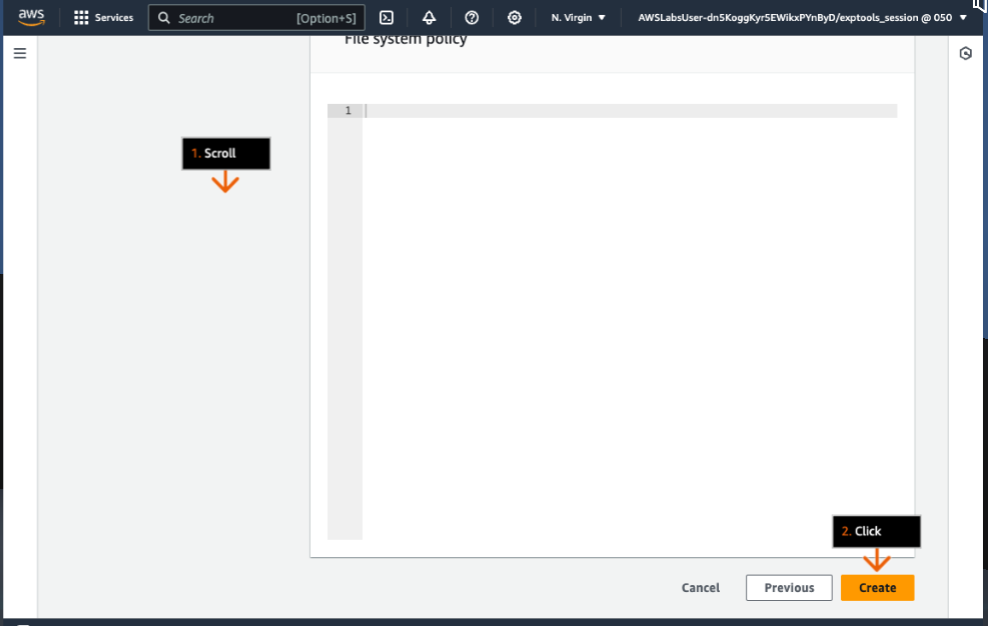 aws Services Search [Option+S] N. Virgin AWSLabsUser-dn5KoggKyr5EWikxPYnByD/exptools_session @ 050
File system policy
1
1. Scroll
2. Click
Cancel Previous Create